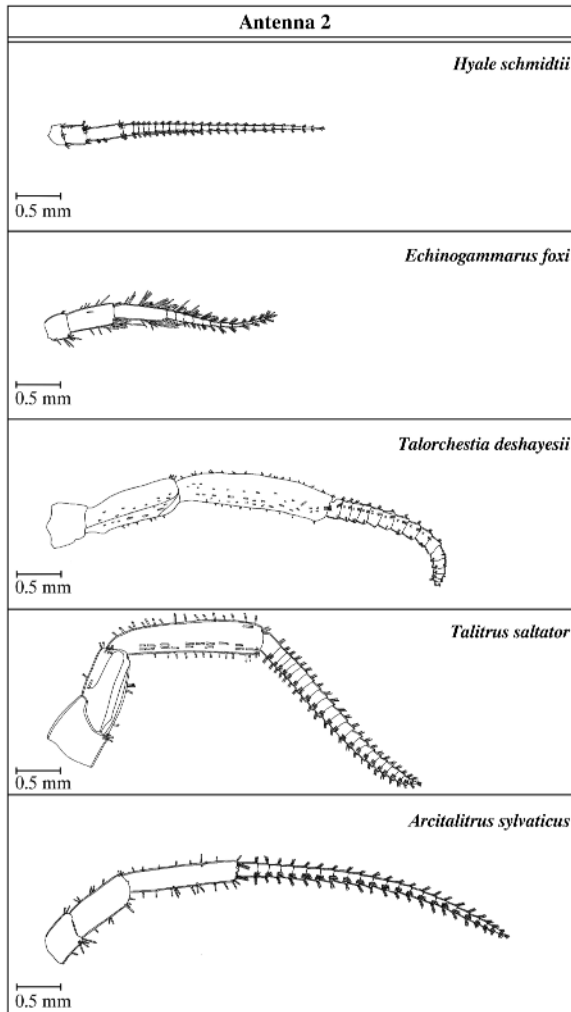 Antenna 2
Hyale schmidtii
0.5 mm
Echinogammarus foxi
0.5 mm
Talorchestia deshayesii
0.5 mm
Talitrus saltator
0.5 mm
Arcitalitrus sylvaticus
0.5 mm